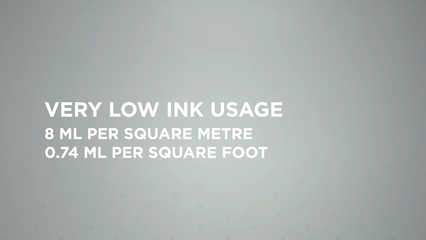 VERY LOW INK USAGE
8 ML PER SQUARE METRE
0.74 ML PER SQUARE FOOT